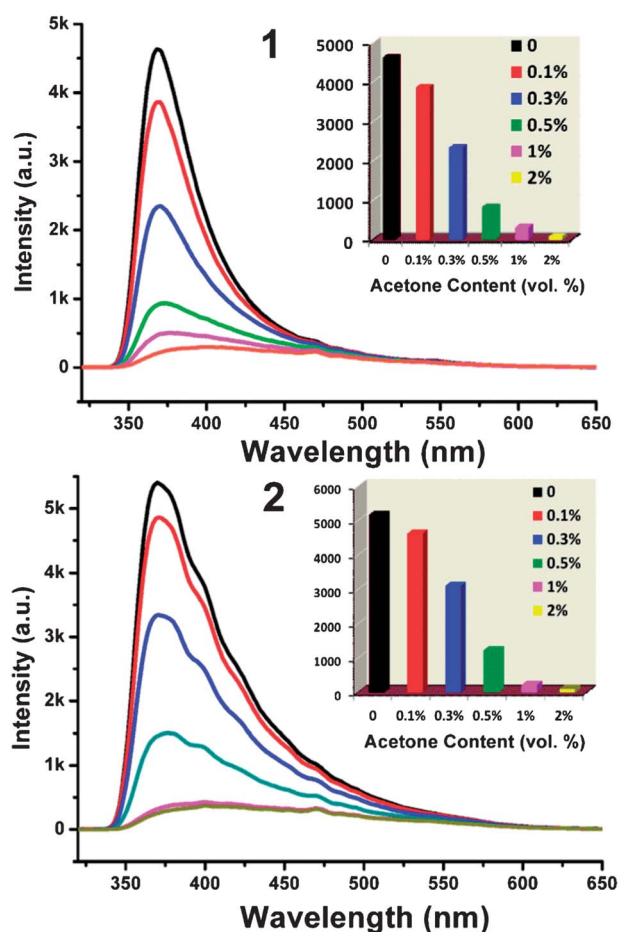 1
Intensity (a.u.)
5k
4k
3k
2k
1k
0
350 400 450 500 550 600 650
Wavelength (nm)
5000
4000
3000
2000
1000
0
0 0.1% 0.3% 0.5% 1% 2%
Acetone Content (vol. %)
0
0.1%
0.3%
0.5%
1%
2%
2
Intensity (a.u.)
5k
4k
3k
2k
1k
0
350 400 450 500 550 600 650
Wavelength (nm)
6000
5000
4000
3000
2000
1000
0
0 0.1% 0.3% 0.5% 1% 2%
Acetone Content (vol. %)
0
0.1%
0.3%
0.5%
1%
2%